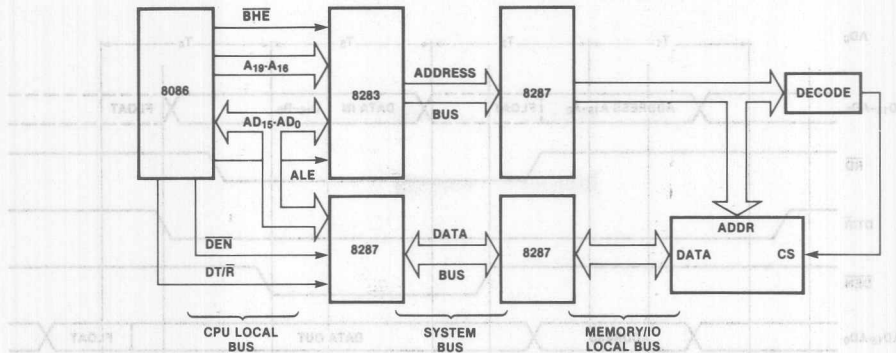 BHE
A19-A16
8086
8283
ADDRESS
BUS
8287
DECODE
AD15-AD0
ALE
DEN
DT/R
8287
DATA
BUS
8287
ADDR
DATA
CS
CPU LOCAL
BUS
SYSTEM
BUS
MEMORY/IO
LOCAL BUS